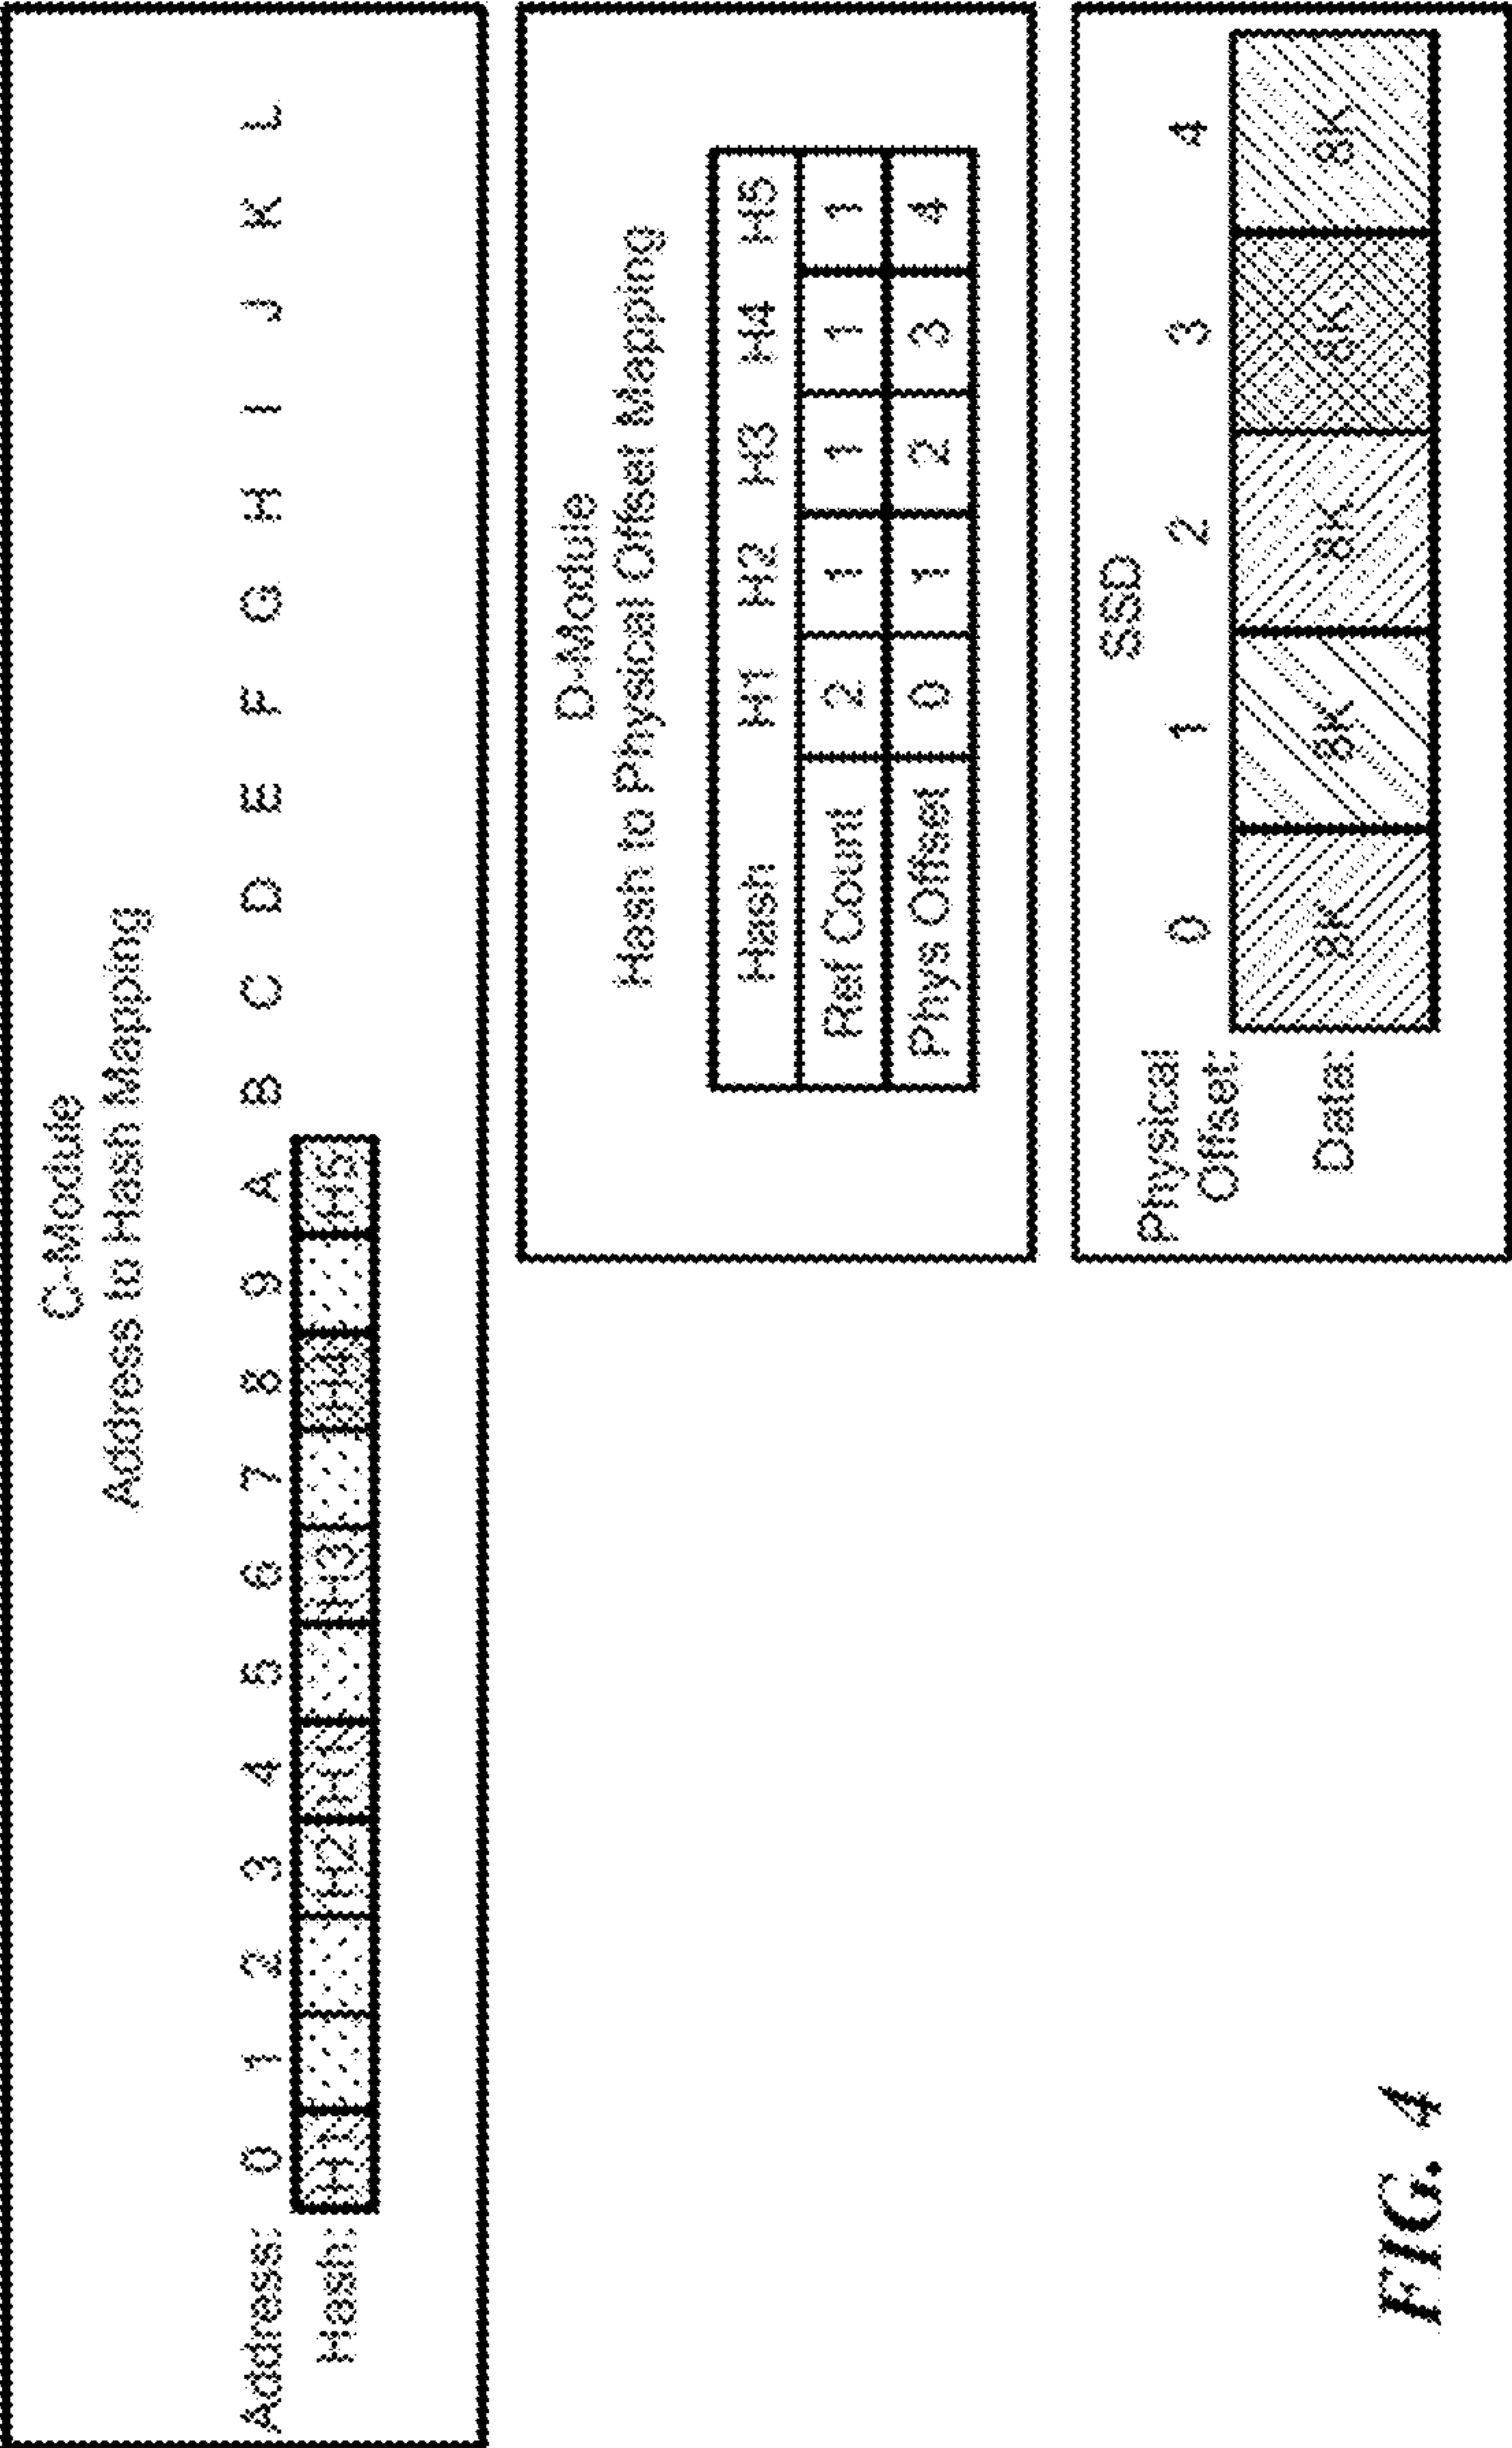 C-Module
Address to Hash Mapping
Address: 0 1 2 3 4 5 6 7 8 9 A B C D E F G H I J K L
Hash: H1 H2 H1 H3 H4 H5
D-Module
Hash to Physical Offset Mapping
Hash H1 H2 H3 H4 H5
Ref Count 2 1 1 1 1
Phys Offset 0 1 2 3 4
SSD
Physical
Offset: 0 1 2 3 4
Data: 8K 8K 8K 8K 8K
FIG. 4